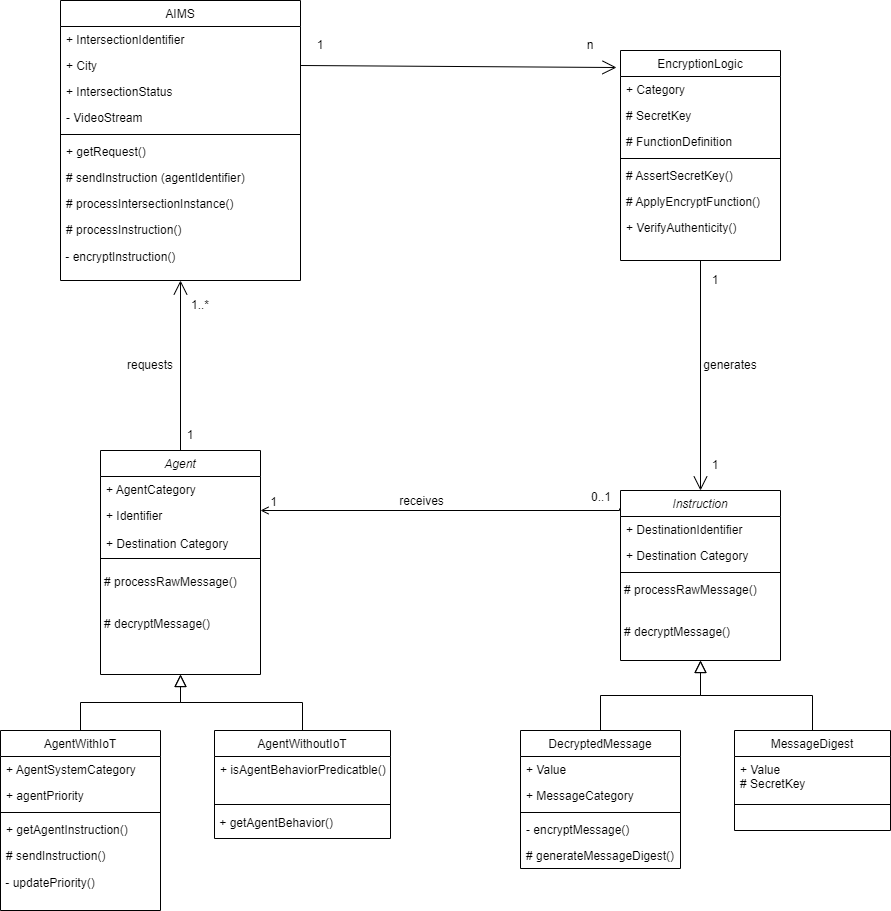 AIMS
+ IntersectionIdentifier
+ City
+ IntersectionStatus
- VideoStream
+ getRequest()
# sendInstruction (agentIdentifier)
# processIntersectionInstance()
# processInstruction()
- encryptInstruction()
1
n
EncryptionLogic
+ Category
# SecretKey
# FunctionDefinition
# AssertSecretKey()
# ApplyEncryptFunction()
+ VerifyAuthenticity()
1..*
requests
1
1
generates
1
Agent
+ AgentCategory
+ Identifier
+ Destination Category
# processRawMessage()
# decryptMessage()
1
receives
0..1
Instruction
+ DestinationIdentifier
+ Destination Category
# processRawMessage()
# decryptMessage()
AgentWithIoT
+ AgentSystemCategory
+ agentPriority
+ getAgentInstruction()
# sendInstruction()
- updatePriority()
AgentWithoutIoT
+ isAgentBehaviorPredicatble()
+ getAgentBehavior()
DecryptedMessage
+ Value
+ MessageCategory
- encryptMessage()
# generateMessageDigest()
MessageDigest
+ Value
# SecretKey